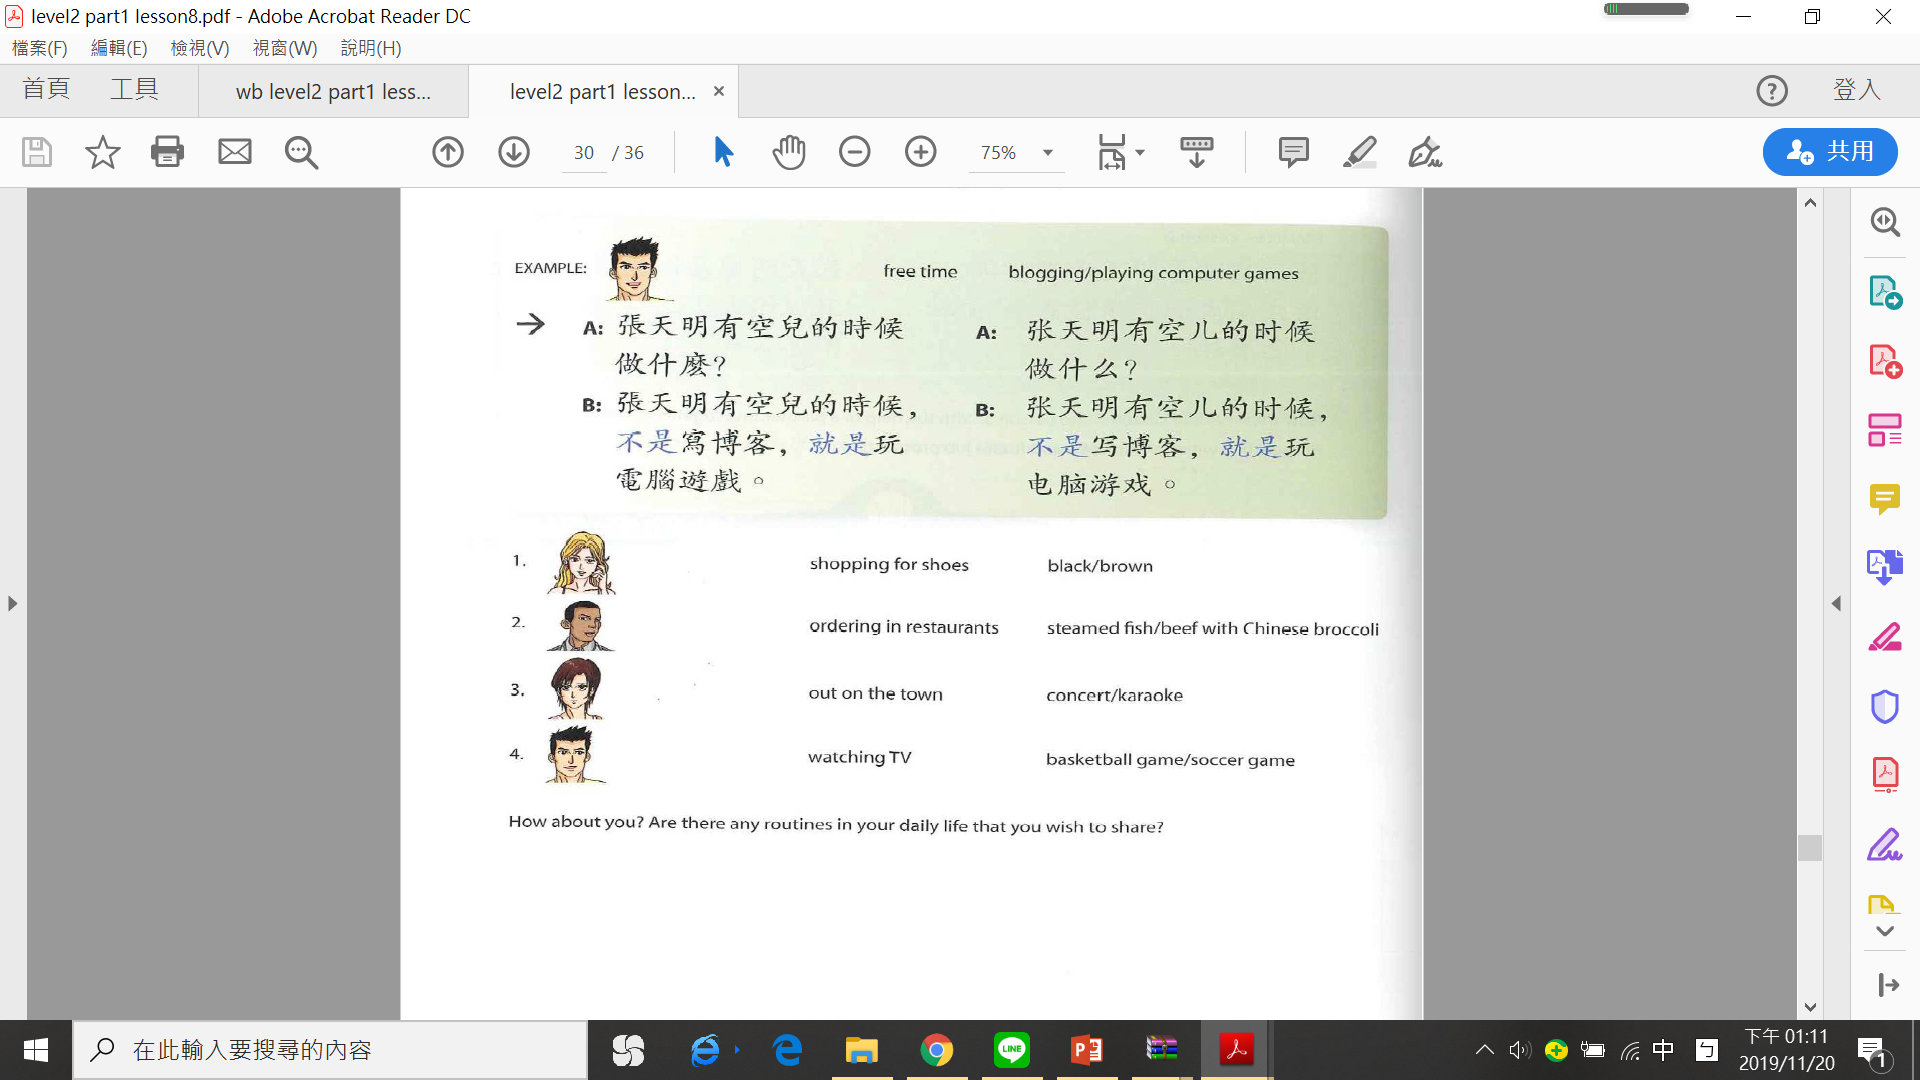 level2 part1 lesson8.pdf - Adobe Acrobat Reader DC
檔案(F) 編輯(E) 檢視(V) 視窗(W) 說明(H)
首頁 工具 wb level2 part1 less... level2 part1 lesson... 登入
30 / 36 75% 共用
EXAMPLE: free time blogging/playing computer games
A: 張天明有空兒的時候
做什麼?
B: 張天明有空兒的時候,
不是寫博客, 就是玩
電腦遊戲。
A: 张天明有空儿的时候
做什么?
B: 张天明有空儿的时候,
不是写博客, 就是玩
电脑游戏。
1. shopping for shoes black/brown
2. ordering in restaurants steamed fish/beef with Chinese broccoli
3. out on the town concert/karaoke
4. watching TV basketball game/soccer game
How about you? Are there any routines in your daily life that you wish to share?
在此輸入要搜尋的內容
LINE
中 ㄅ
下午 01:11
2019/11/20
1